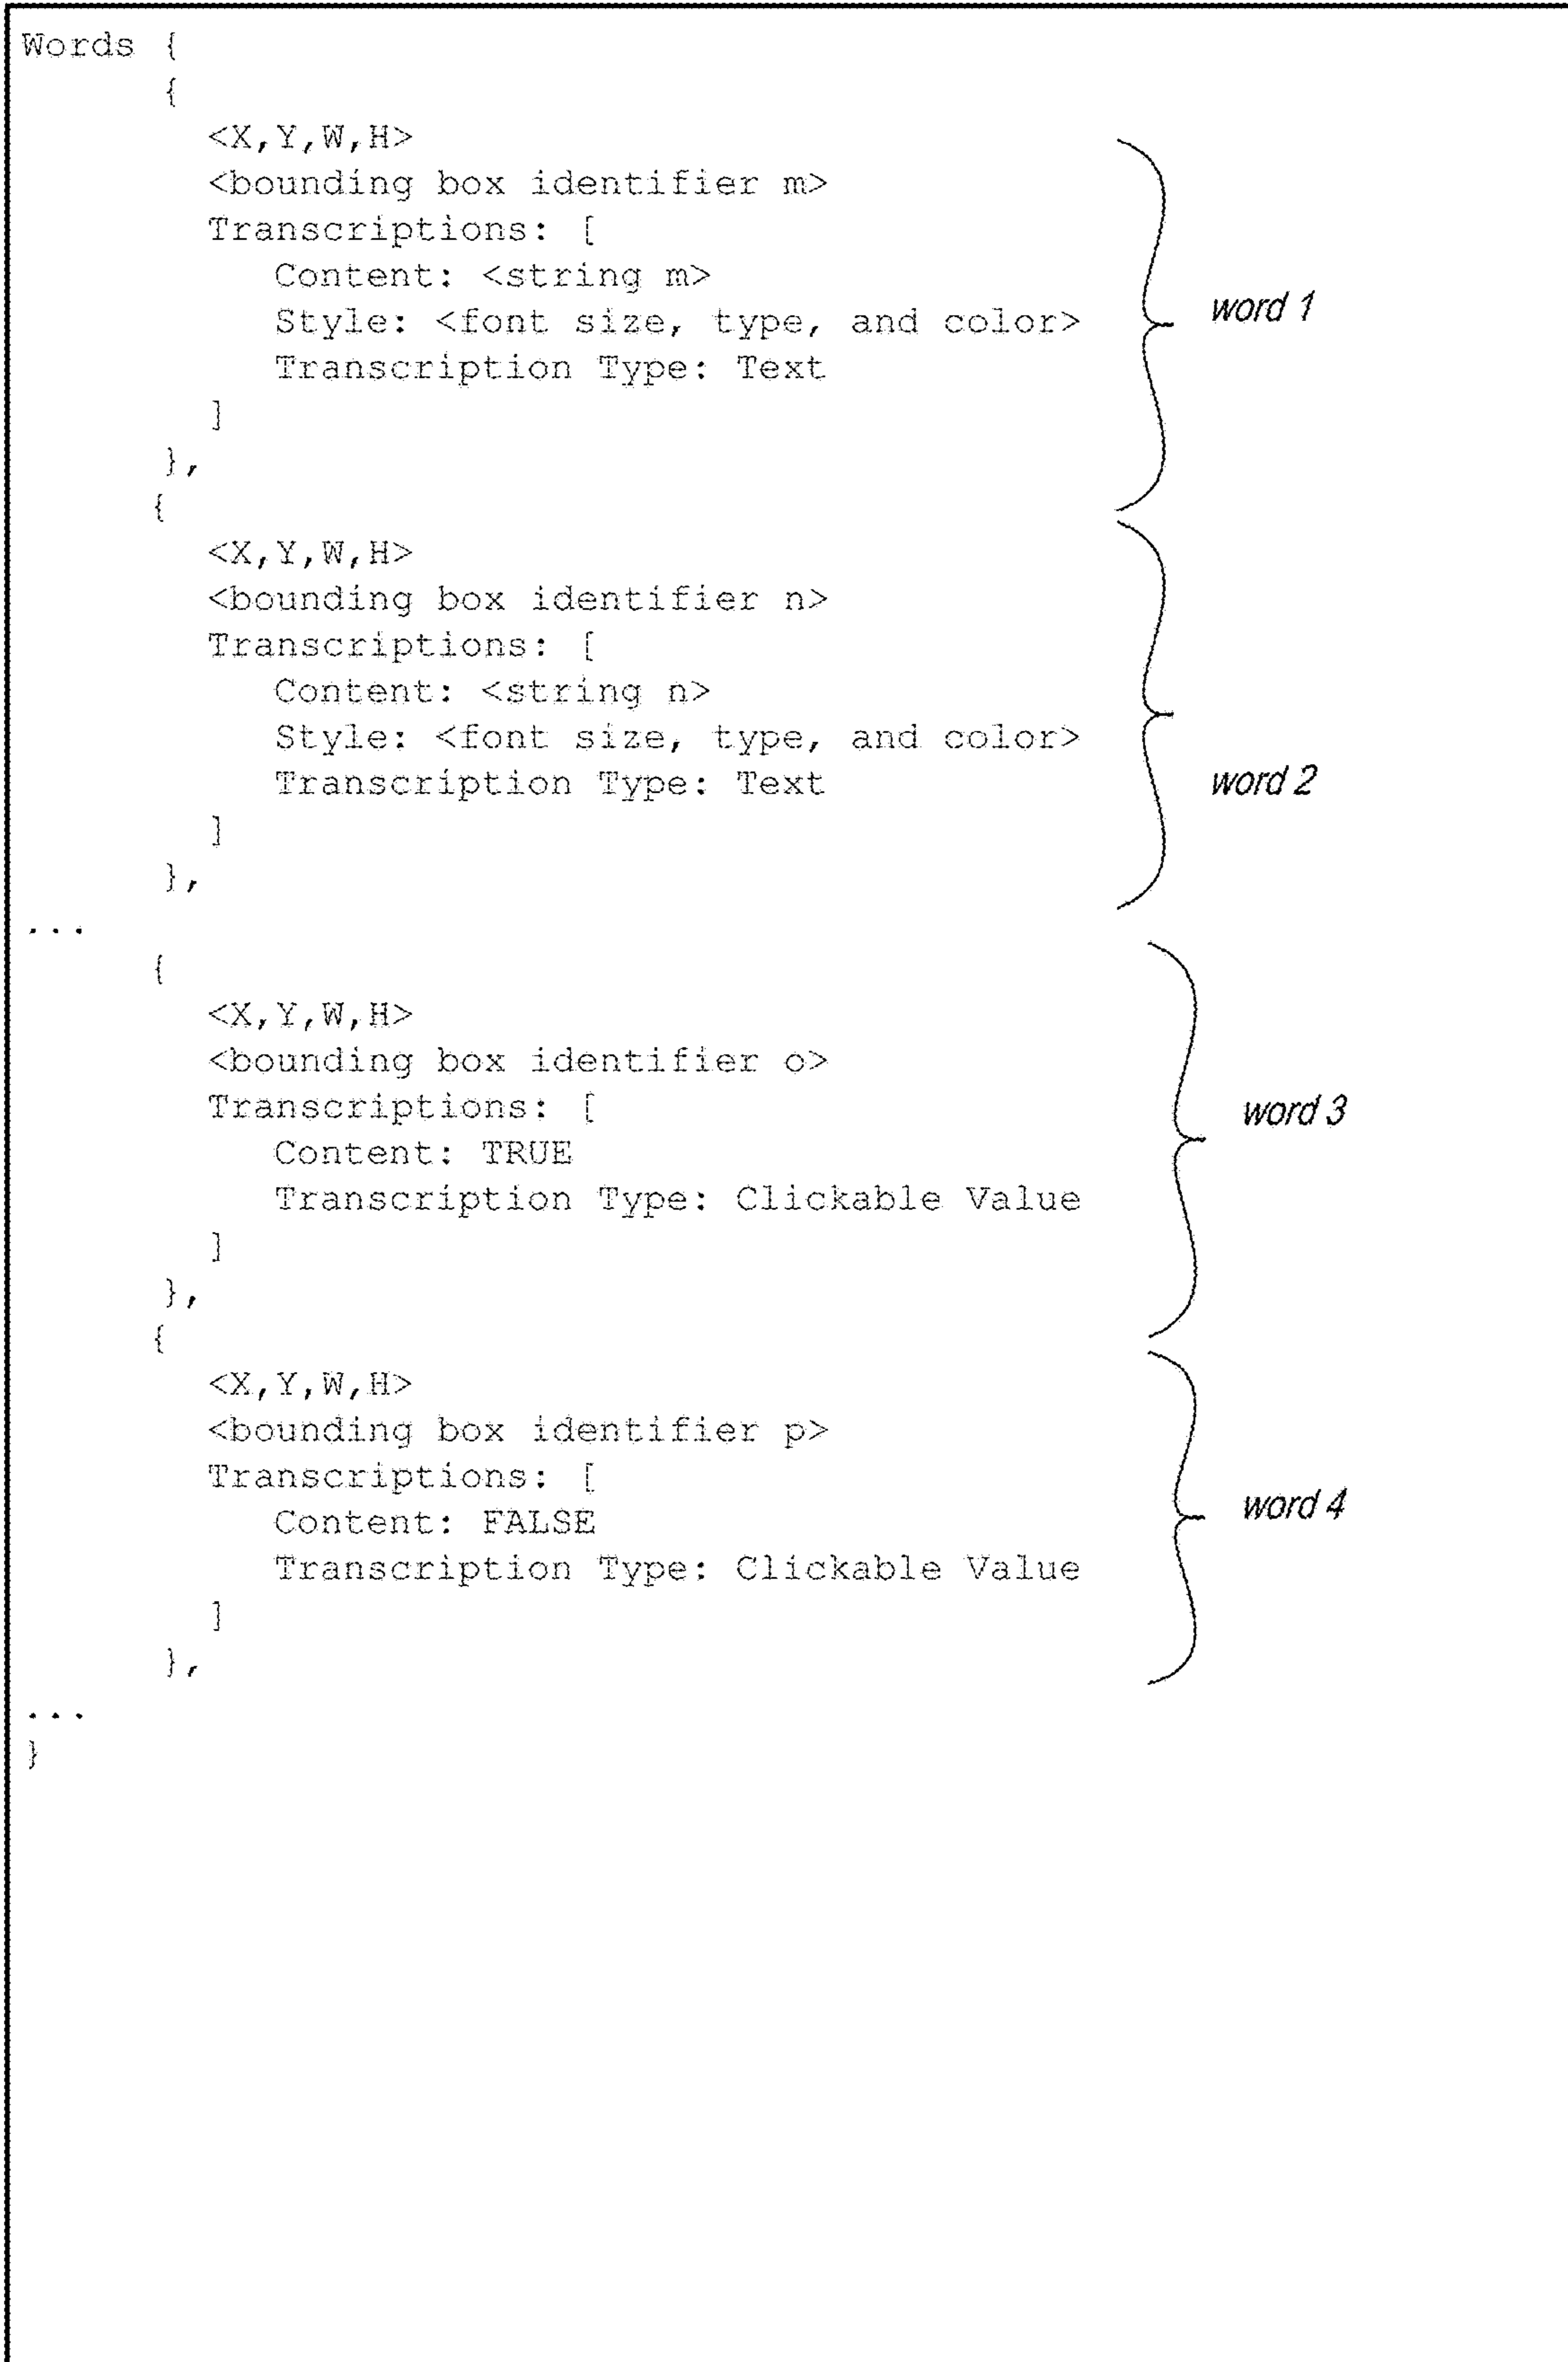 Words {
{
<X,Y,W,H>
<bounding box identifier m>
Transcriptions: [
Content: <string m>
Style: <font size, type, and color>
Transcription Type: Text
]
},
word 1
{
<X,Y,W,H>
<bounding box identifier n>
Transcriptions: [
Content: <string n>
Style: <font size, type, and color>
Transcription Type: Text
]
},
word 2
...
{
<X,Y,W,H>
<bounding box identifier o>
Transcriptions: [
Content: TRUE
Transcription Type: Clickable Value
]
},
word 3
{
<X,Y,W,H>
<bounding box identifier p>
Transcriptions: [
Content: FALSE
Transcription Type: Clickable Value
]
},
word 4
...
}